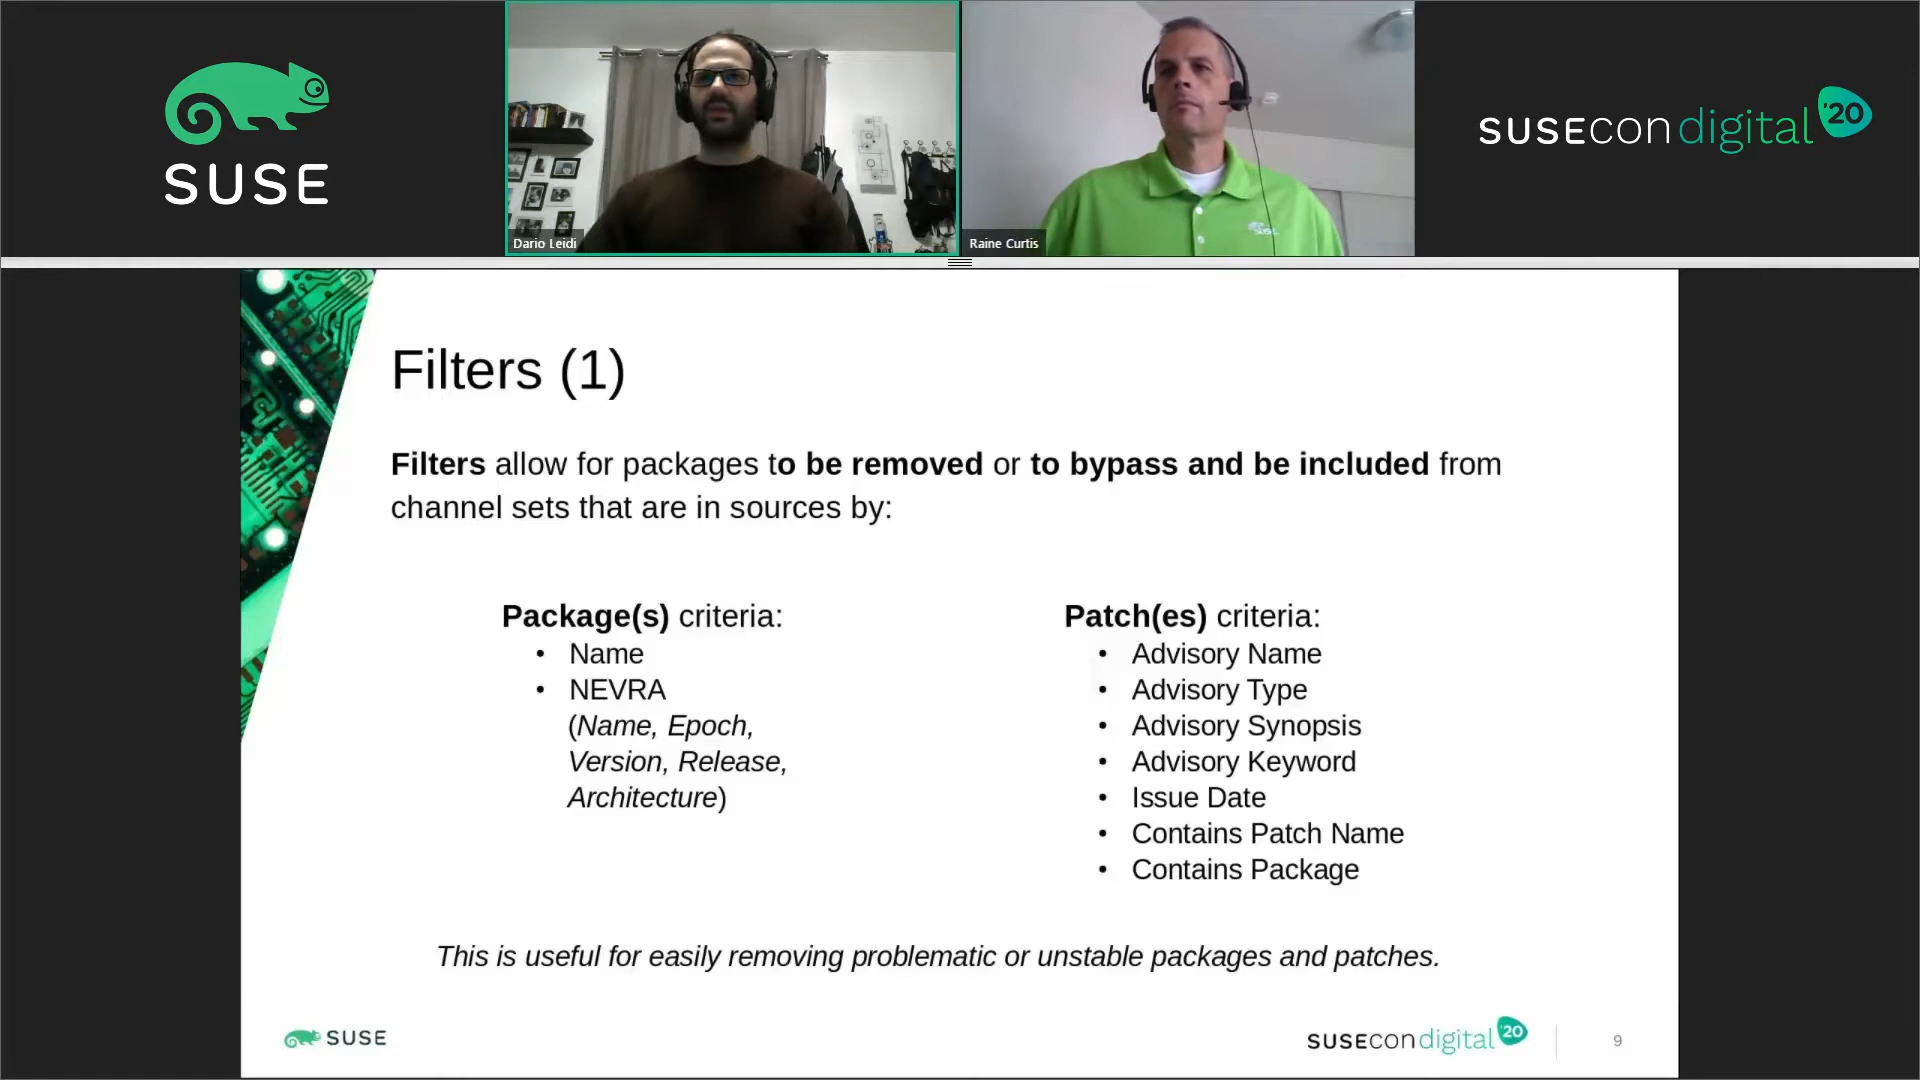 SUSE
Dario Leidi
Raine Curtis
SUSEcon digital '20
Filters (1)
Filters allow for packages to be removed or to bypass and be included from
channel sets that are in sources by:
Package(s) criteria:
• Name
• NEVRA
(Name, Epoch,
Version, Release,
Architecture)
Patch(es) criteria:
• Advisory Name
• Advisory Type
• Advisory Synopsis
• Advisory Keyword
• Issue Date
• Contains Patch Name
• Contains Package
This is useful for easily removing problematic or unstable packages and patches.
SUSE
SUSEcon digital '20
9